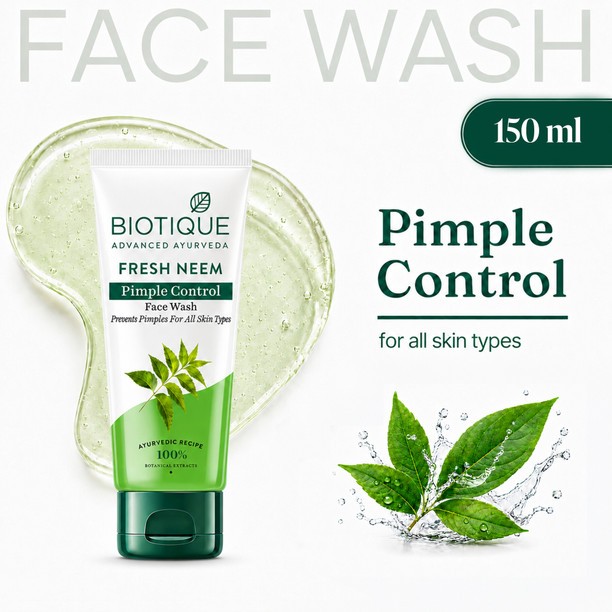 FACE WASH
150 ml
BIOTIQUE
ADVANCED AYURVEDA
FRESH NEEM
Pimple Control
Face Wash
Prevents Pimples For All Skin Types
AYURVEDIC RECIPE
100%
BOTANICAL EXTRACTS
Pimple
Control
for all skin types